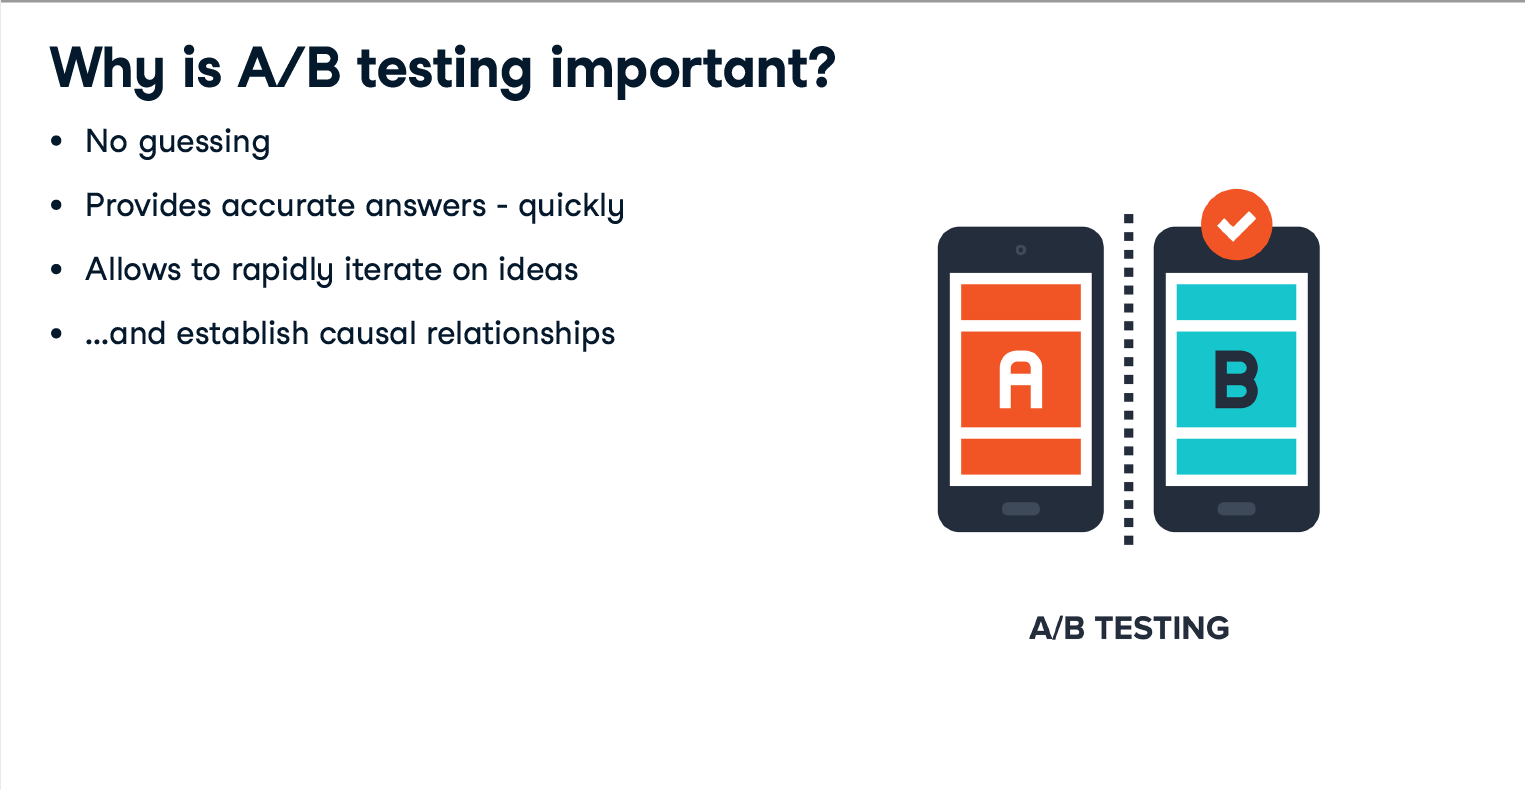 Why is A/B testing important?
• No guessing
• Provides accurate answers - quickly
• Allows to rapidly iterate on ideas
• ...and establish causal relationships
A
B
A/B TESTING